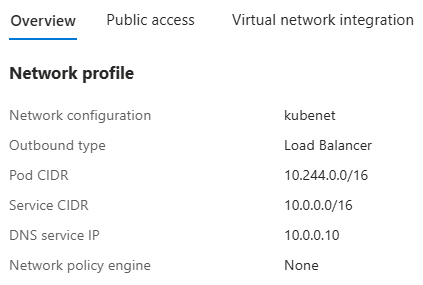 Overview Public access Virtual network integration
Network profile
Network configuration kubenet
Outbound type Load Balancer
Pod CIDR 10.244.0.0/16
Service CIDR 10.0.0.0/16
DNS service IP 10.0.0.10
Network policy engine None